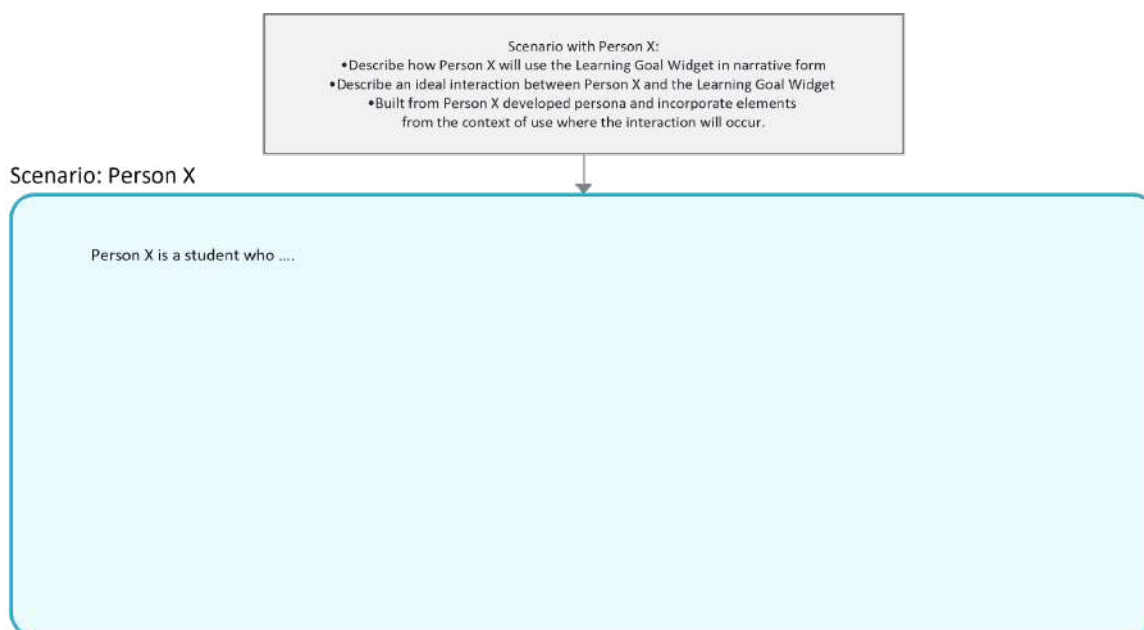 Scenario with Person X:
•Describe how Person X will use the Learning Goal Widget in narrative form
•Describe an ideal interaction between Person X and the Learning Goal Widget
•Built from Person X developed persona and incorporate elements
from the context of use where the interaction will occur.
Scenario: Person X
Person X is a student who ....